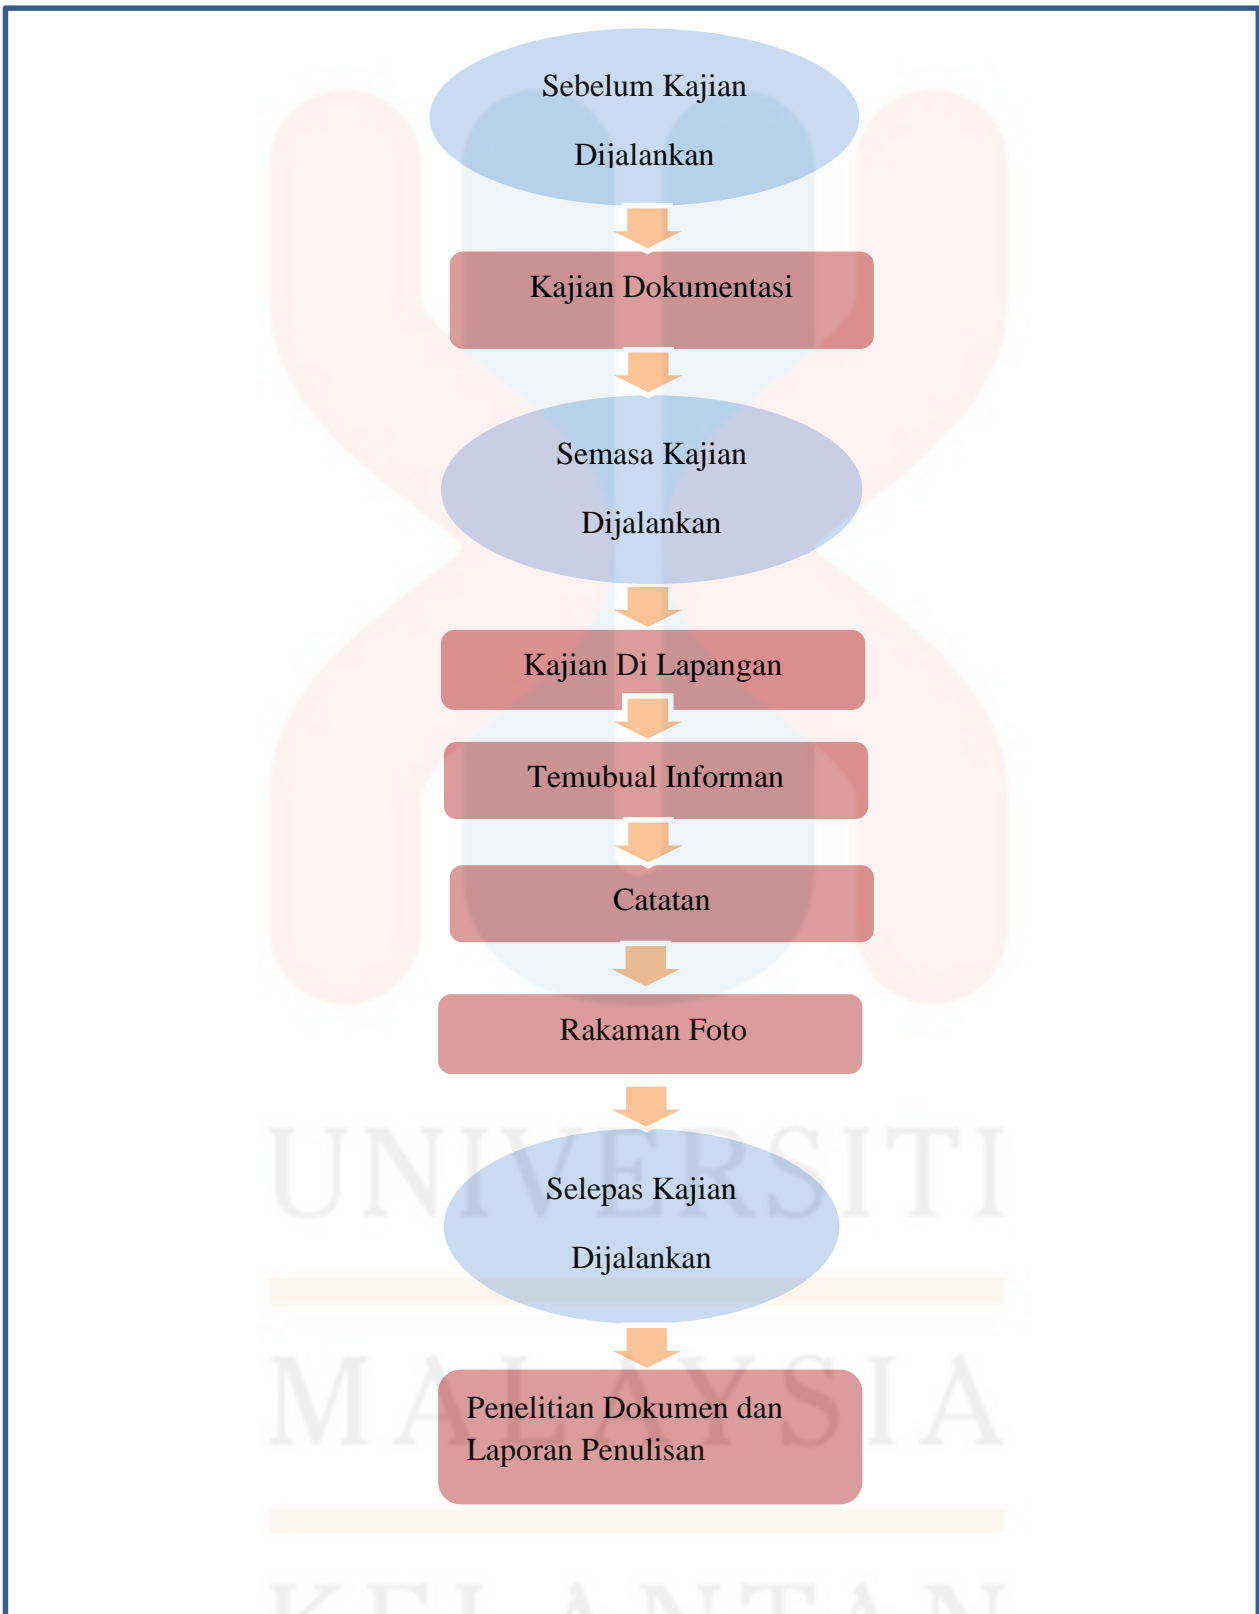 Sebelum Kajian
Dijalankan
Kajian Dokumentasi
Semasa Kajian
Dijalankan
Kajian Di Lapangan
Temubual Informan
Catatan
Rakaman Foto
UNIVERSITI
Selepas Kajian
Dijalankan
MALAYSIA
Penelitian Dokumen dan
Laporan Penulisan
KELANTAN